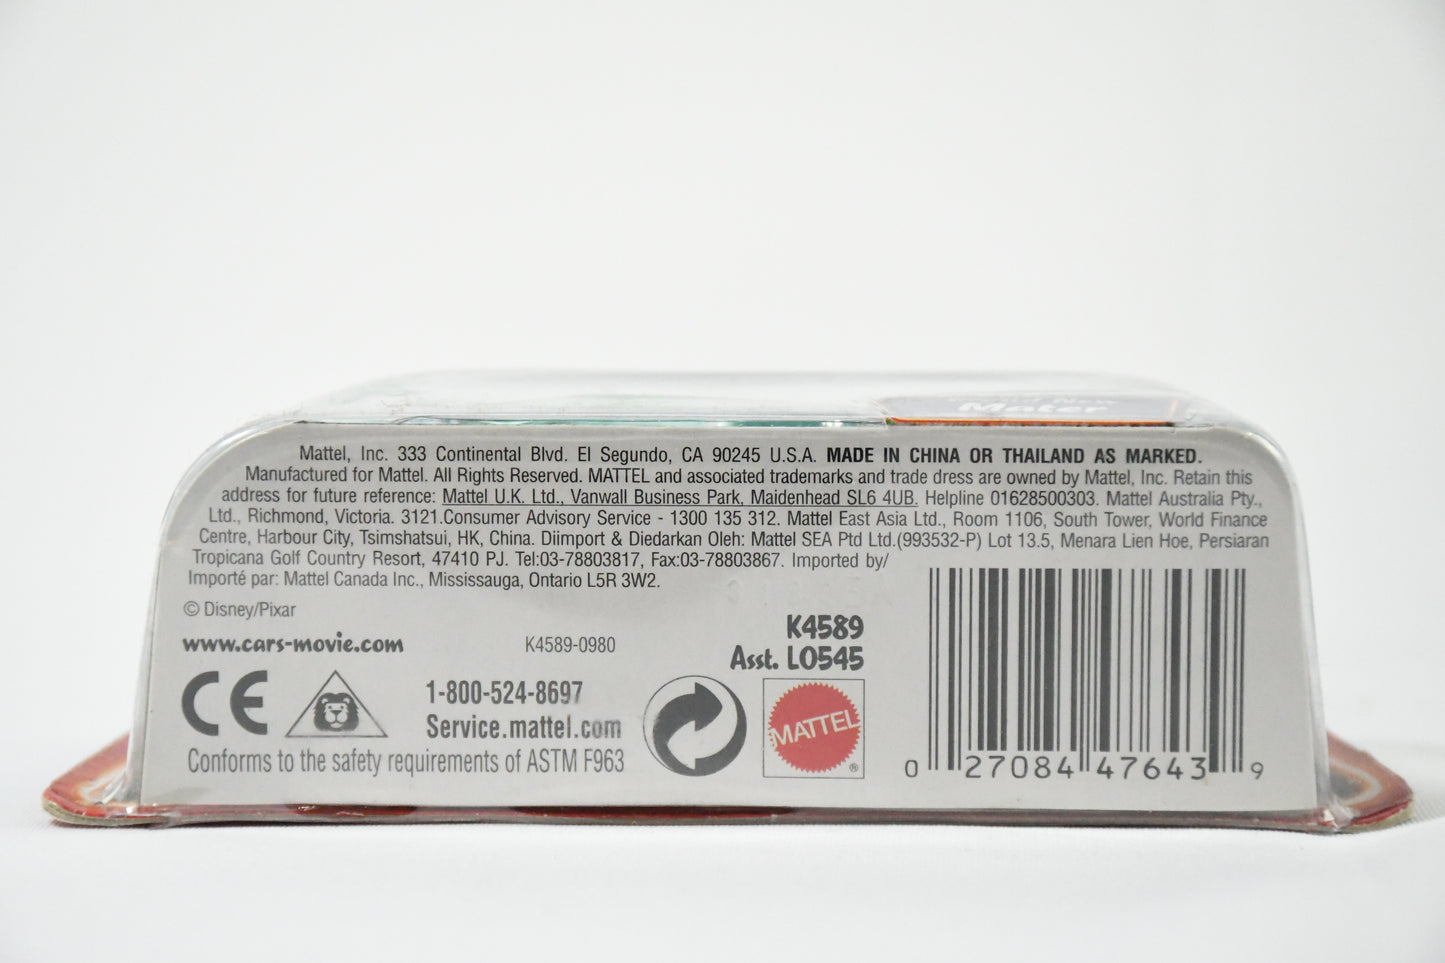 New
Mater
Mattel, Inc. 333 Continental Blvd. El Segundo, CA 90245 U.S.A. MADE IN CHINA OR THAILAND AS MARKED.
Manufactured for Mattel. All Rights Reserved. MATTEL and associated trademarks and trade dress are owned by Mattel, Inc. Retain this
address for future reference: Mattel U.K. Ltd., Vanwall Business Park, Maidenhead SL6 4UB. Helpline 01628500303. Mattel Australia Pty.,
Ltd., Richmond, Victoria. 3121.Consumer Advisory Service - 1300 135 312. Mattel East Asia Ltd., Room 1106, South Tower, World Finance
Centre, Harbour City, Tsimshatsui, HK, China. Diimport & Diedarkan Oleh: Mattel SEA Ptd Ltd.(993532-P) Lot 13.5, Menara Lien Hoe, Persiaran
Tropicana Golf Country Resort, 47410 PJ. Tel:03-78803817, Fax:03-78803867. Imported by/
Importé par: Mattel Canada Inc., Mississauga, Ontario L5R 3W2.
© Disney/Pixar
www.cars-movie.com
K4589-0980
K4589
Asst. L0545
CE
1-800-524-8697
Service.mattel.com
Conforms to the safety requirements of ASTM F963
MATTEL
®
0 27084 47643 9